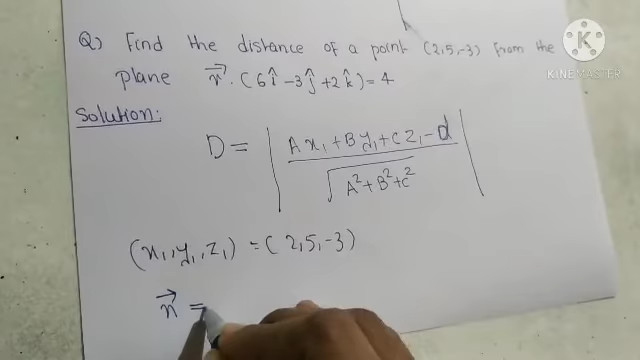 Q) Find the distance of a point (2,5,-3) from the
plane r⃗ . (6î -3ĵ +2k̂) = 4
Solution:
D = | Ax₁ + By₁ + Cz₁ - d / √A² + B² + C² |
(x₁, y₁, z₁) = (2, 5, -3)
n⃗ =
KINEMASTER